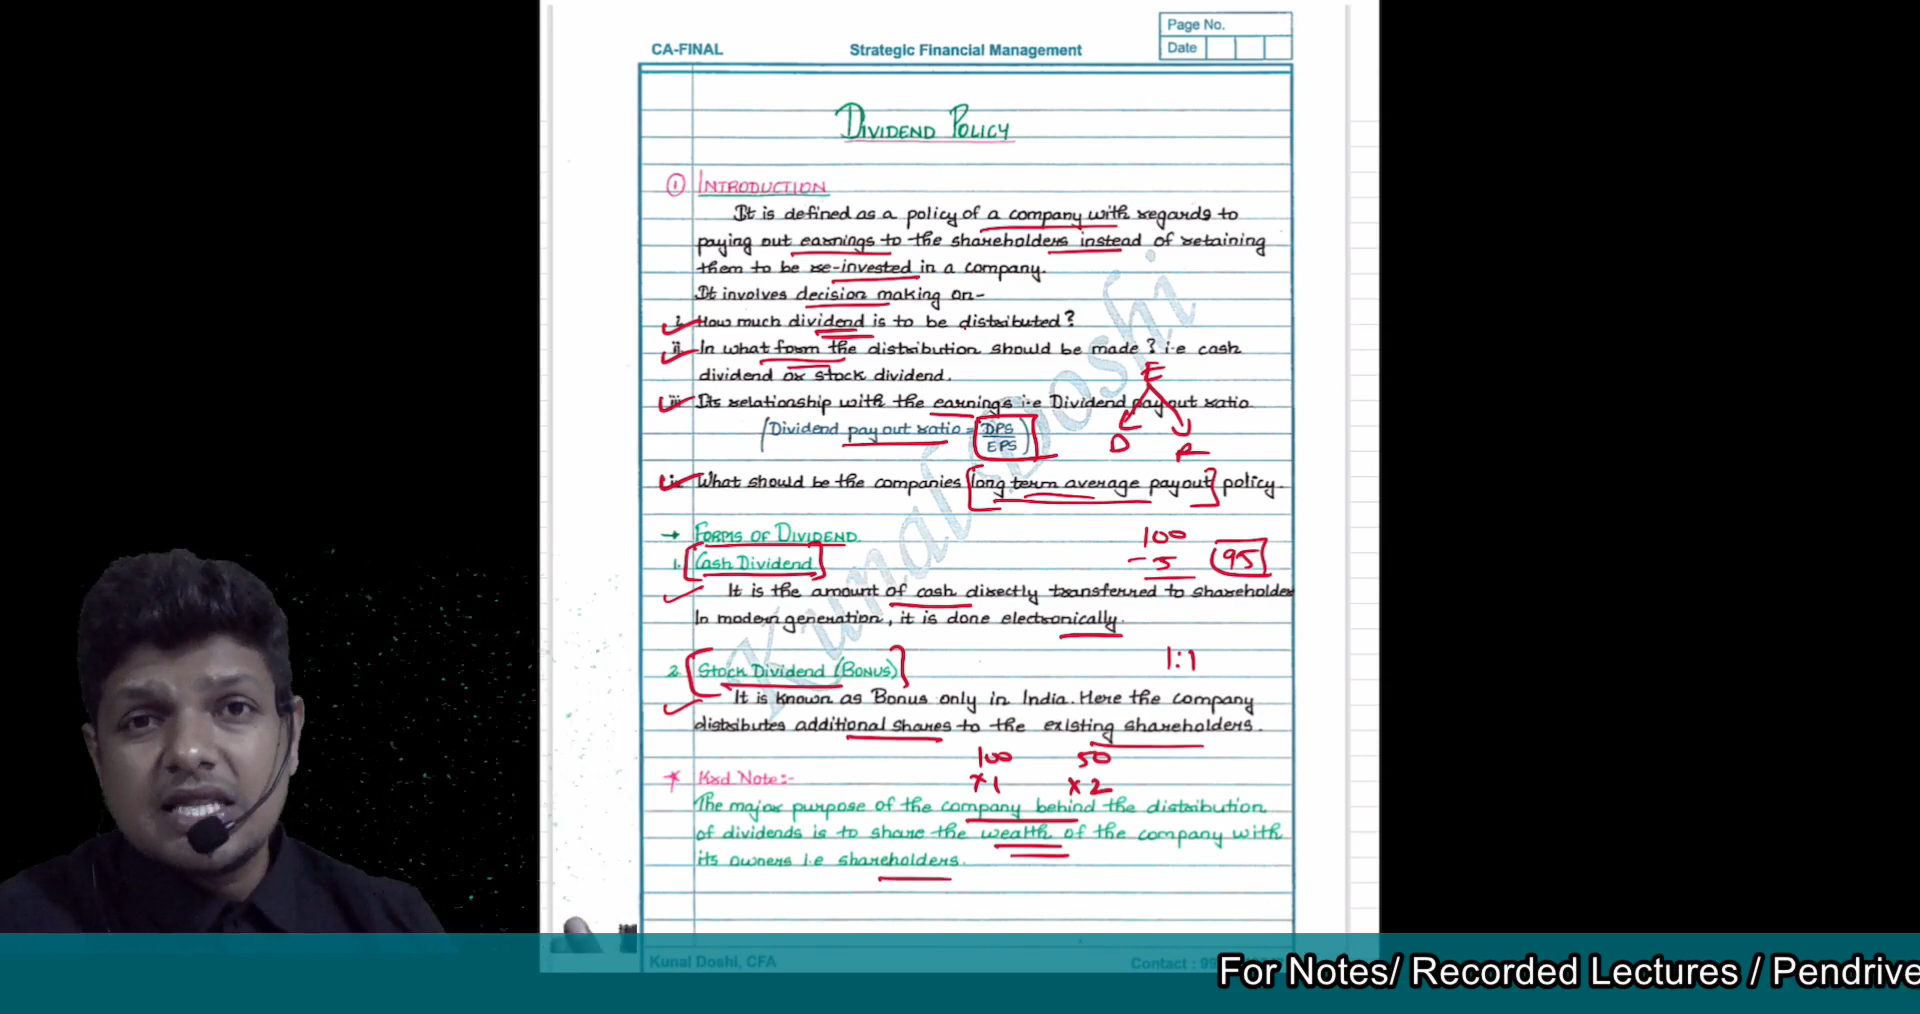 Page No.
CA-FINAL Strategic Financial Management Date
DIVIDEND POLICY
① INTRODUCTION
It is defined as a policy of a company with regards to
paying out earnings to the shareholders instead of retaining
them to be re-invested in a company.
It involves decision making on-
i. How much dividend is to be distributed?
ii. In what form the distribution should be made? i.e cash
dividend or stock dividend.
E
iii. Its relationship with the earnings i.e Dividend payout ratio.
(Dividend pay out ratio = DPS/EPS)
D R
iv. What should be the companies long term average payout policy.
→ FORMS OF DIVIDEND
100
1. Cash Dividend - 5 95
It is the amount of cash directly transferred to shareholder
In modern generation, it is done electronically.
1:1
2. STOCK DIVIDEND (BONUS)
It is known as Bonus only in India. Here the company
distributes additional shares to the existing shareholders.
100 50
* Kxd Note:- x1 x2
The major purpose of the company behind the distribution
of dividends is to share the wealth of the company with
its owners i.e shareholders.
Kunal Doshi
Kunal Doshi, CFA Contact : 99
For Notes/ Recorded Lectures / Pendrive